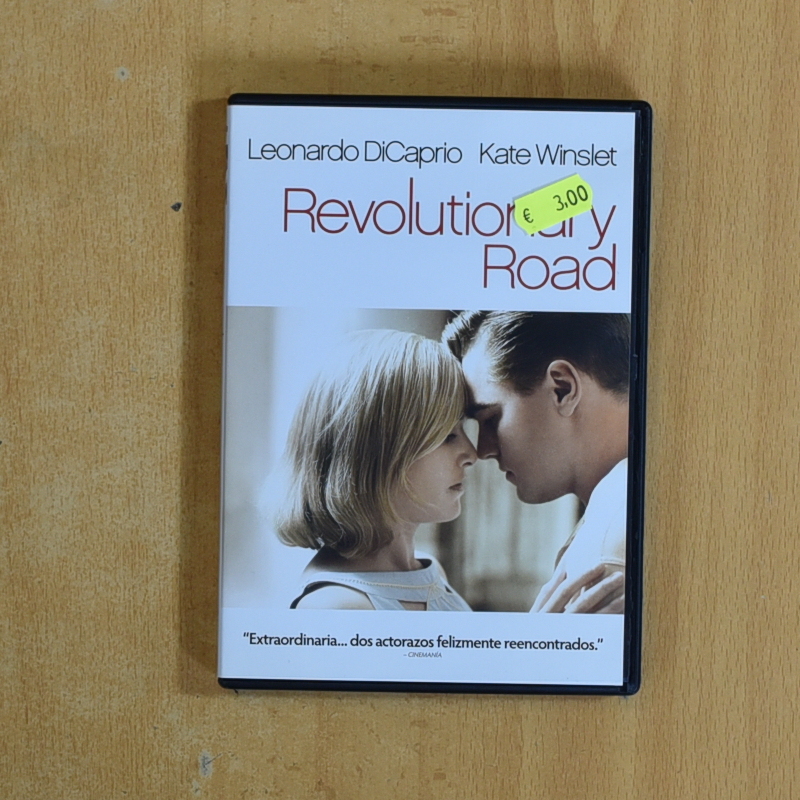 Leonardo DiCaprio Kate Winslet
Revolutionary
€ 3,00
Road
"Extraordinaria... dos actorazos felizmente reencontrados."
– CINEMANÍA